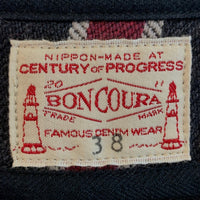 NIPPON-MADE AT
CENTURY OF PROGRESS
20 11
BONCOURA
TRADE MARK
FAMOUS DENIM WEAR
38